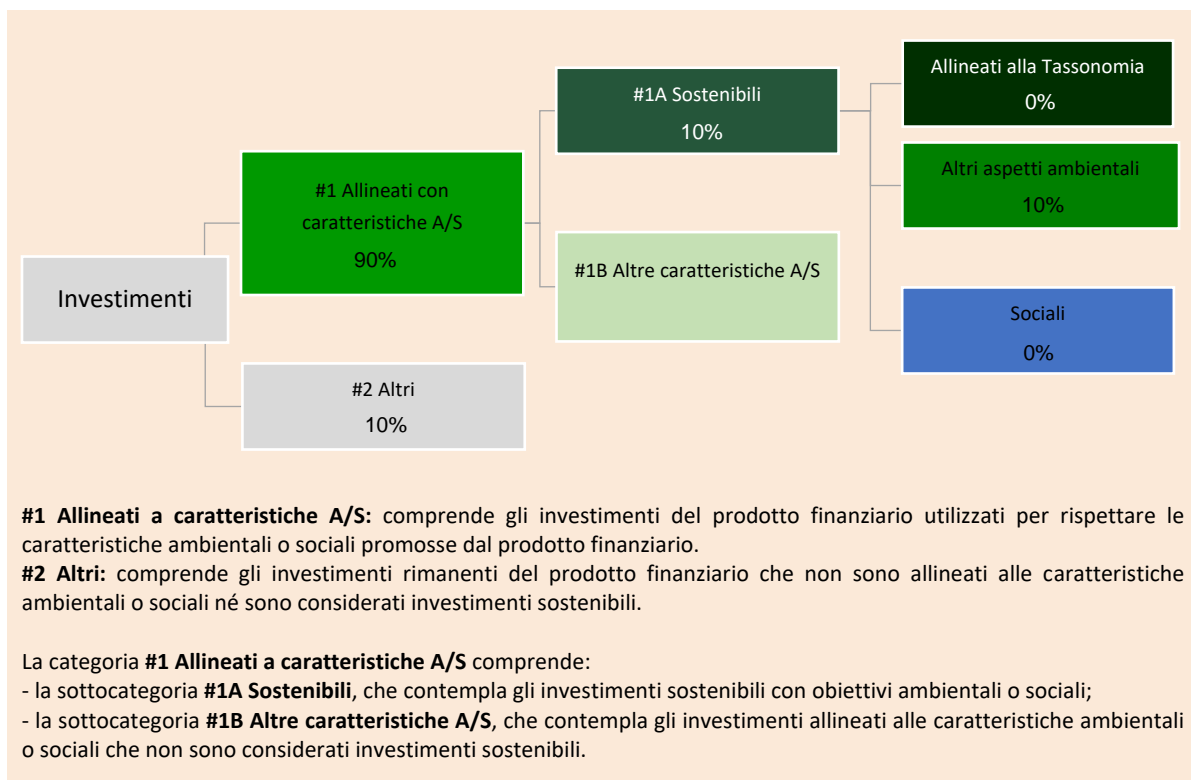 Investimenti
#1 Allineati con
caratteristiche A/S
90%
#2 Altri
10%
#1A Sostenibili
10%
#1B Altre caratteristiche A/S
Allineati alla Tassonomia
0%
Altri aspetti ambientali
10%
Sociali
0%
#1 Allineati a caratteristiche A/S: comprende gli investimenti del prodotto finanziario utilizzati per rispettare le
caratteristiche ambientali o sociali promosse dal prodotto finanziario.
#2 Altri: comprende gli investimenti rimanenti del prodotto finanziario che non sono allineati alle caratteristiche
ambientali o sociali né sono considerati investimenti sostenibili.
La categoria #1 Allineati a caratteristiche A/S comprende:
- la sottocategoria #1A Sostenibili, che contempla gli investimenti sostenibili con obiettivi ambientali o sociali;
- la sottocategoria #1B Altre caratteristiche A/S, che contempla gli investimenti allineati alle caratteristiche ambientali
o sociali che non sono considerati investimenti sostenibili.